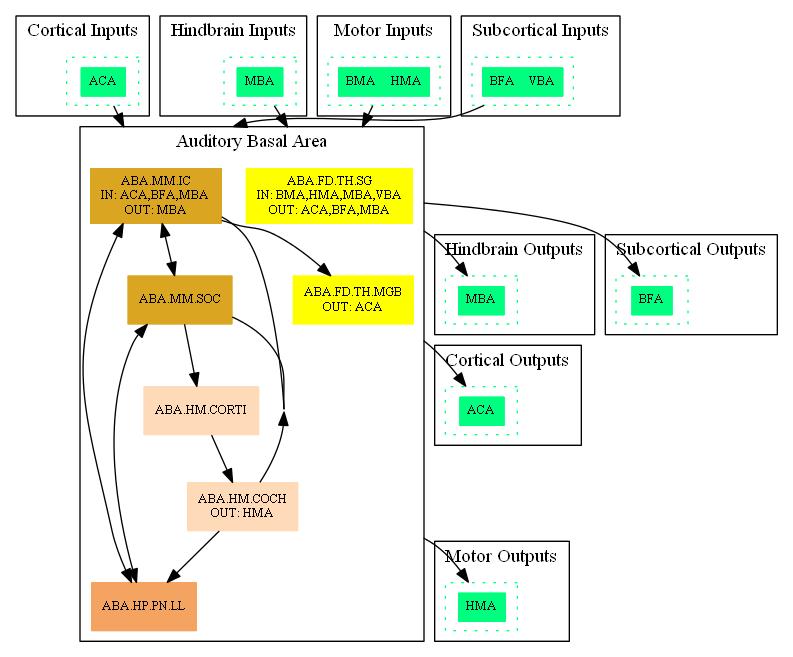 Cortical Inputs
Hindbrain Inputs
Motor Inputs
Subcortical Inputs
ACA
MBA
BMA HMA
BFA VBA
Auditory Basal Area
ABA.MM.IC
IN: ACA,BFA,MBA
OUT: MBA
ABA.FD.TH.SG
IN: BMA,HMA,MBA,VBA
OUT: ACA,BFA,MBA
Hindbrain Outputs
Subcortical Outputs
ABA.MM.SOC
ABA.FD.TH.MGB
OUT: ACA
MBA
BFA
Cortical Outputs
ABA.HM.CORTI
ACA
ABA.HM.COCH
OUT: HMA
Motor Outputs
ABA.HP.PN.LL
HMA